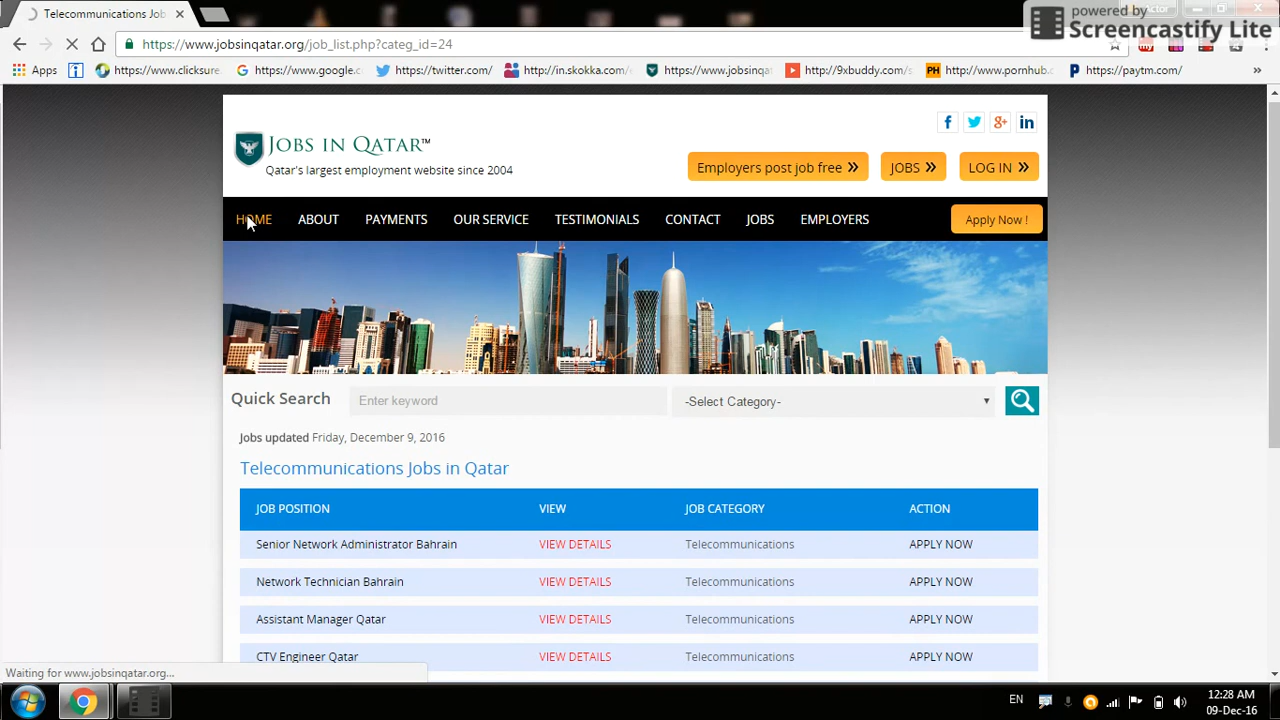 powered by
Screencastify Lite
Telecommunications Job
https://www.jobsinqatar.org/job_list.php?categ_id=24
Apps
https://www.clicksure.
https://www.google.c
https://twitter.com/
http://in.skokka.com/
https://www.jobsinqat
http://9xbuddy.com/s
http://www.pornhub.c
https://paytm.com/
JOBS IN QATAR™
Qatar's largest employment website since 2004
Employers post job free »
JOBS »
LOG IN »
HOME
ABOUT
PAYMENTS
OUR SERVICE
TESTIMONIALS
CONTACT
JOBS
EMPLOYERS
Apply Now !
Quick Search
Enter keyword
-Select Category-
Jobs updated Friday, December 9, 2016
Telecommunications Jobs in Qatar
JOB POSITION VIEW JOB CATEGORY ACTION
Senior Network Administrator Bahrain VIEW DETAILS Telecommunications APPLY NOW
Network Technician Bahrain VIEW DETAILS Telecommunications APPLY NOW
Assistant Manager Qatar VIEW DETAILS Telecommunications APPLY NOW
CTV Engineer Qatar VIEW DETAILS Telecommunications APPLY NOW
Waiting for www.jobsinqatar.org...
EN
12:28 AM
09-Dec-16